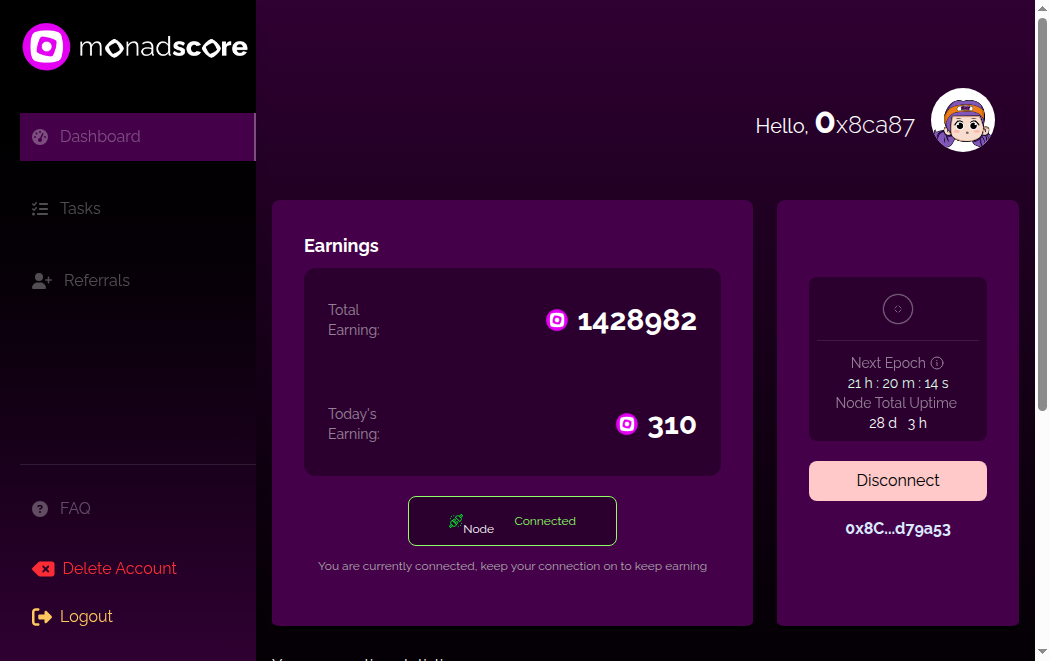 monadscore
Dashboard
Tasks
Referrals
FAQ
Delete Account
Logout
Hello, 0x8ca87
Earnings
Total
Earning:
1428982
Today's
Earning:
310
Node
Connected
You are currently connected, keep your connection on to keep earning
Next Epoch
21 h : 20 m : 14 s
Node Total Uptime
28 d 3 h
Disconnect
0x8C...d79a53